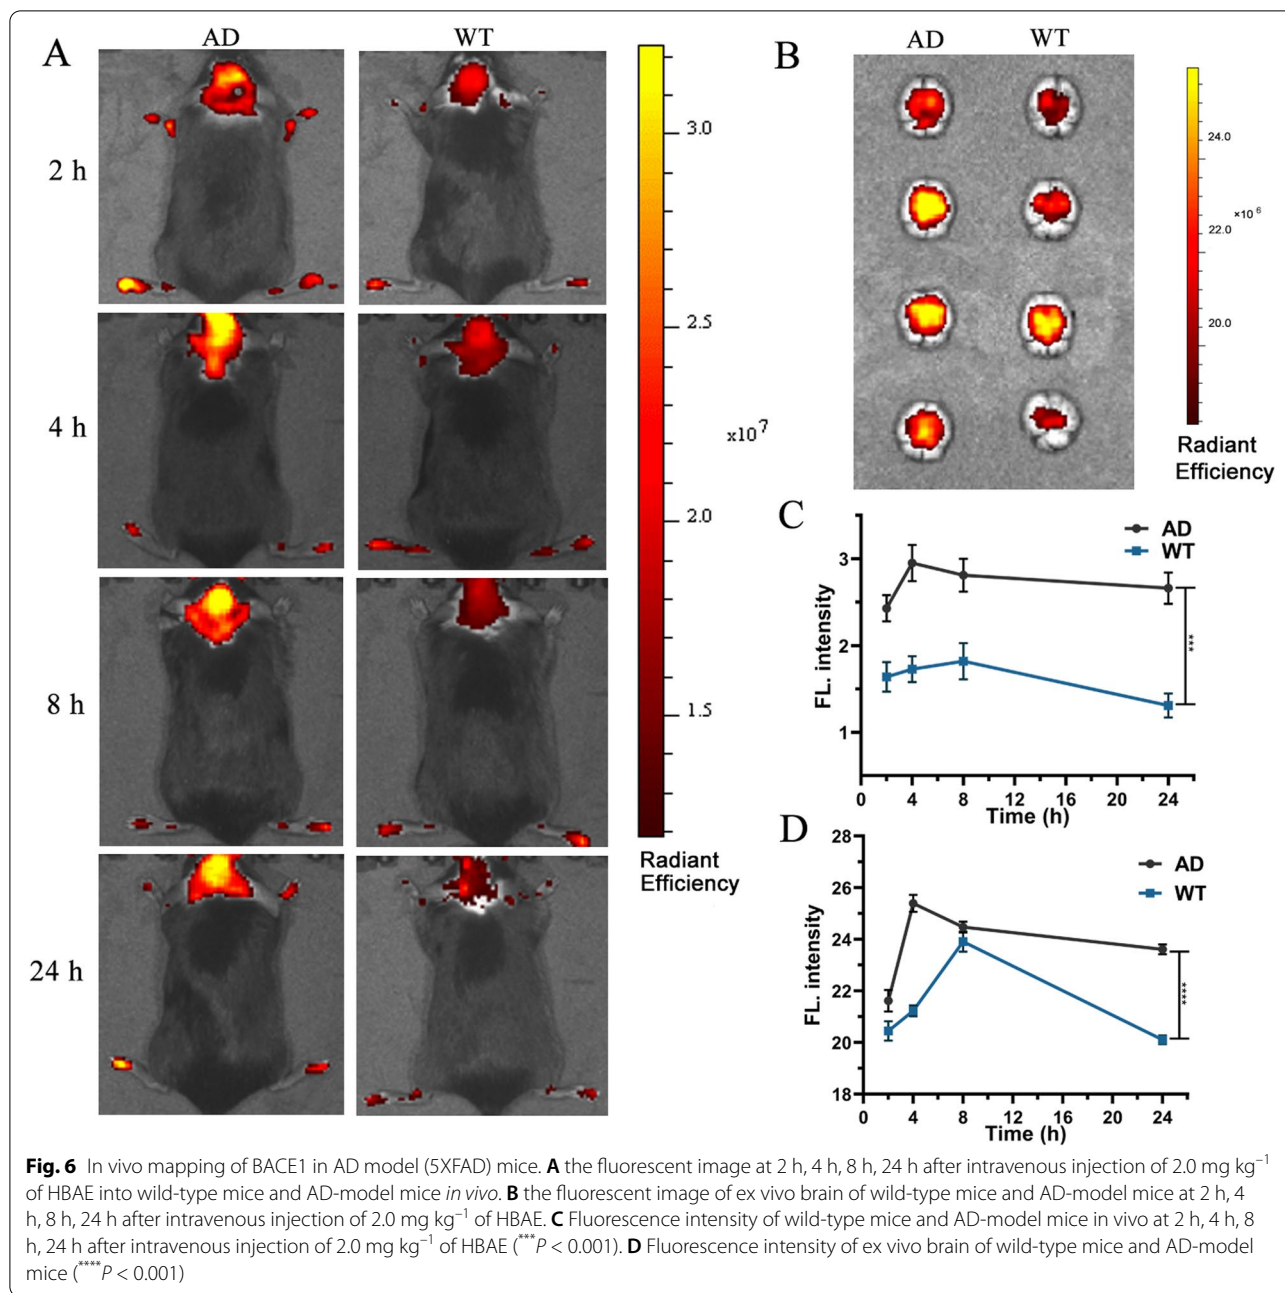 A
AD
WT
2 h
4 h
8 h
24 h
3.0
2.5
x10⁷
2.0
1.5
Radiant
Efficiency
B
AD
WT
24.0
×10 ⁶
22.0
20.0
Radiant
Efficiency
C
AD
WT
3
2
1
FL. intensity
***
0 4 8 12 16 20 24
Time (h)
D
AD
WT
28
26
24
22
20
18
FL. intensity
****
0 4 8 12 16 20 24
Time (h)
Fig. 6 In vivo mapping of BACE1 in AD model (5XFAD) mice. A the fluorescent image at 2 h, 4 h, 8 h, 24 h after intravenous injection of 2.0 mg kg⁻¹
of HBAE into wild-type mice and AD-model mice in vivo. B the fluorescent image of ex vivo brain of wild-type mice and AD-model mice at 2 h, 4
h, 8 h, 24 h after intravenous injection of 2.0 mg kg⁻¹ of HBAE. C Fluorescence intensity of wild-type mice and AD-model mice in vivo at 2 h, 4 h, 8
h, 24 h after intravenous injection of 2.0 mg kg⁻¹ of HBAE (***P < 0.001). D Fluorescence intensity of ex vivo brain of wild-type mice and AD-model
mice (****P < 0.001)